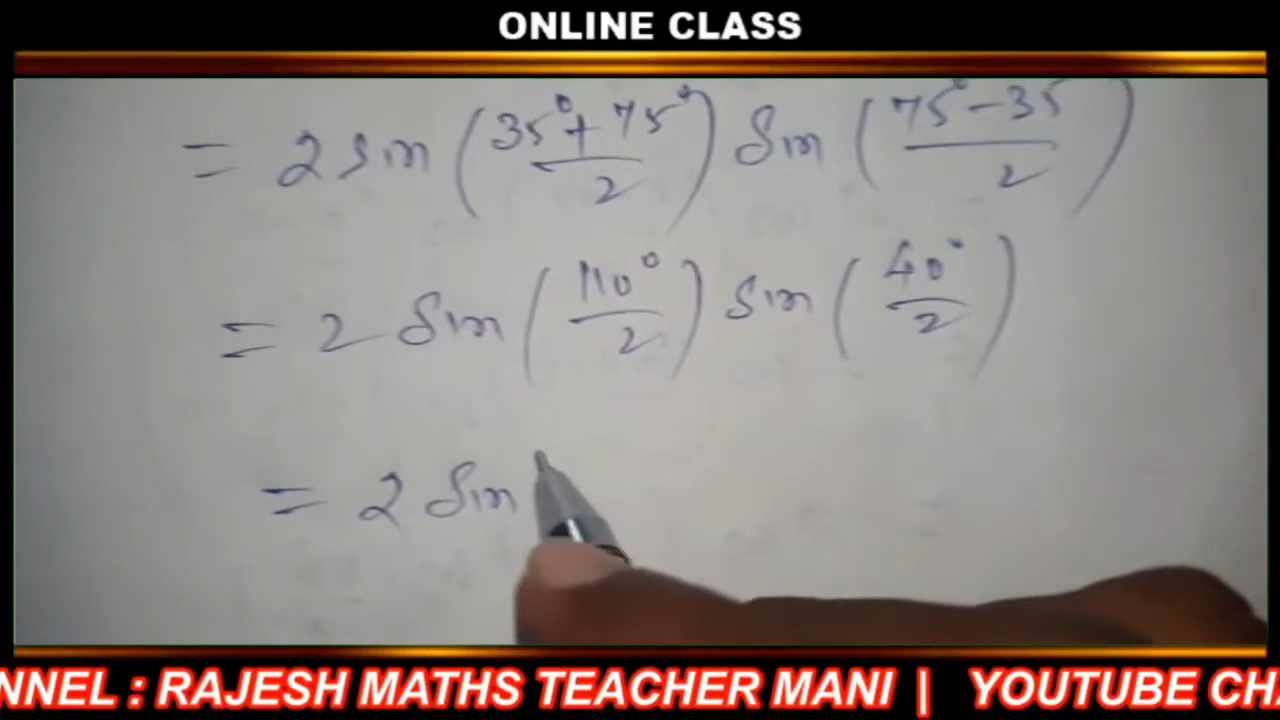 ONLINE CLASS
= 2 sin (35° + 75° / 2) Sin (75° - 35 / 2)
= 2 Sin (110° / 2) Sin (40° / 2)
= 2 Sin
NNEL : RAJESH MATHS TEACHER MANI | YOUTUBE CHA